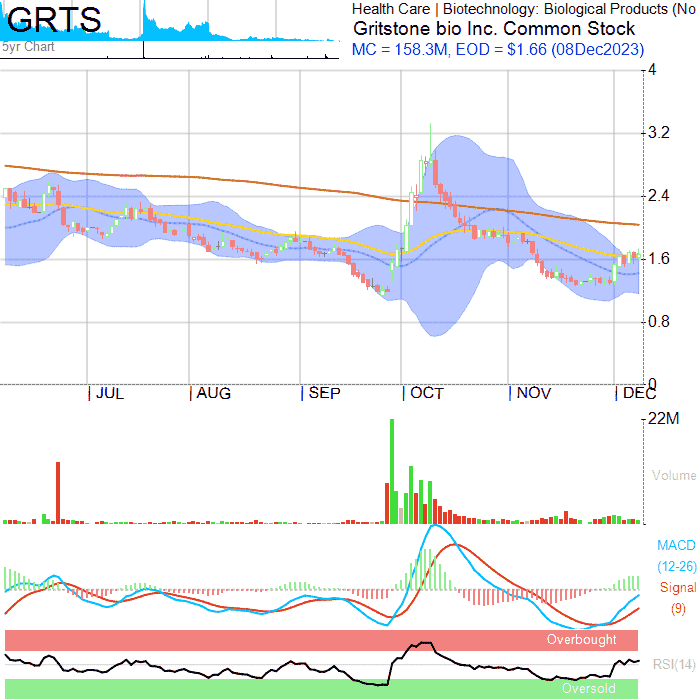 GRTS
5yr Chart
Health Care | Biotechnology: Biological Products (No
Gritstone bio Inc. Common Stock
MC = 158.3M, EOD = $1.66 (08Dec2023)
4
3.2
2.4
1.6
0.8
0
JUL AUG SEP OCT NOV DEC
22M
Volume
MACD
(12-26)
Signal
(9)
Overbought
RSI(14)
Oversold